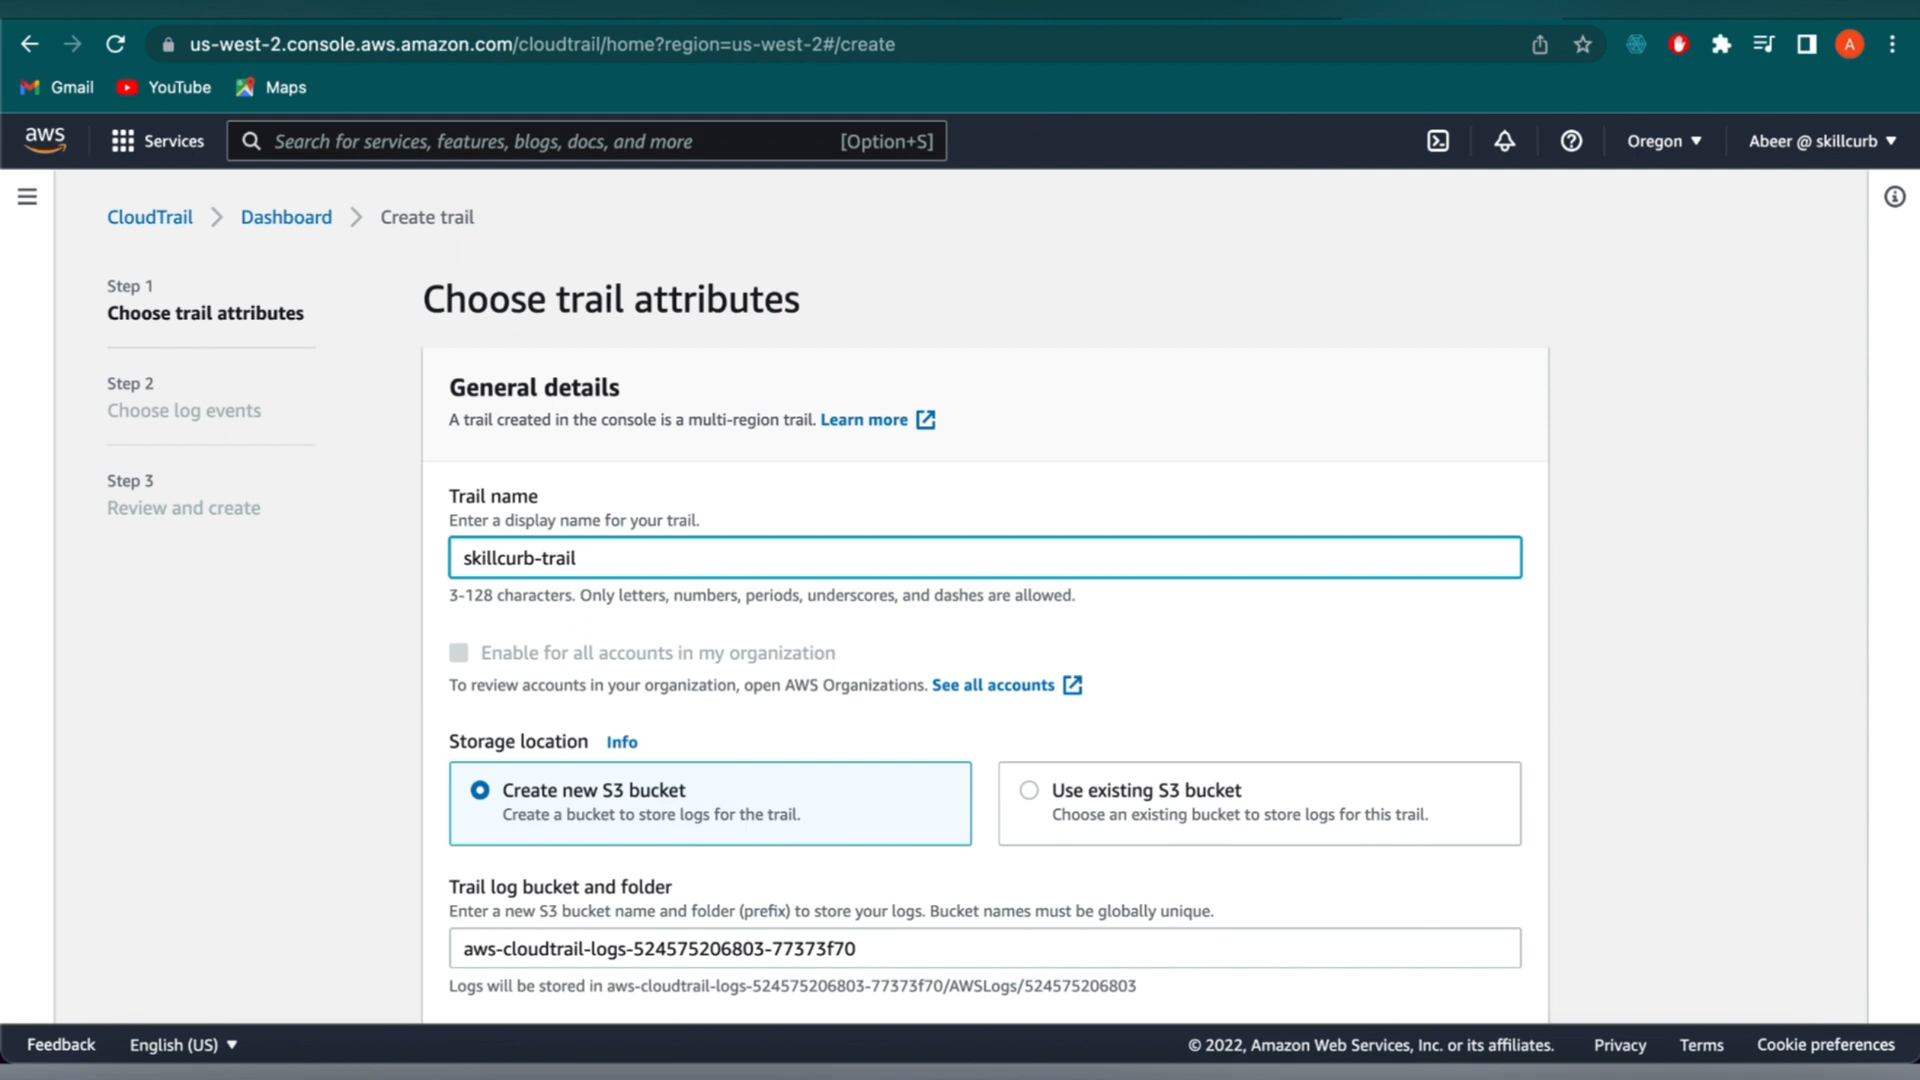 us-west-2.console.aws.amazon.com/cloudtrail/home?region=us-west-2#/create
A
Gmail
YouTube
Maps
aws
Services
Search for services, features, blogs, docs, and more
[Option+S]
Oregon
Abeer @ skillcurb
CloudTrail
Dashboard
Create trail
Step 1
Choose trail attributes
Step 2
Choose log events
Step 3
Review and create
Choose trail attributes
General details
A trail created in the console is a multi-region trail. Learn more
Trail name
Enter a display name for your trail.
skillcurb-trail
3-128 characters. Only letters, numbers, periods, underscores, and dashes are allowed.
Enable for all accounts in my organization
To review accounts in your organization, open AWS Organizations. See all accounts
Storage location Info
Create new S3 bucket
Create a bucket to store logs for the trail.
Use existing S3 bucket
Choose an existing bucket to store logs for this trail.
Trail log bucket and folder
Enter a new S3 bucket name and folder (prefix) to store your logs. Bucket names must be globally unique.
aws-cloudtrail-logs-524575206803-77373f70
Logs will be stored in aws-cloudtrail-logs-524575206803-77373f70/AWSLogs/524575206803
Feedback
English (US)
© 2022, Amazon Web Services, Inc. or its affiliates.
Privacy
Terms
Cookie preferences